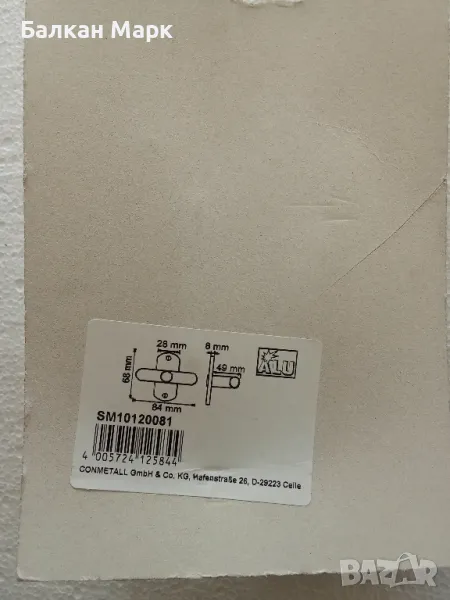 Балкан Марк
28 mm
8 mm
68 mm
49 mm
84 mm
ALU
SM10120081
4 005724 125844
CONMETALL GmbH & Co. KG, Hafenstraße 26, D-29223 Celle
bazar